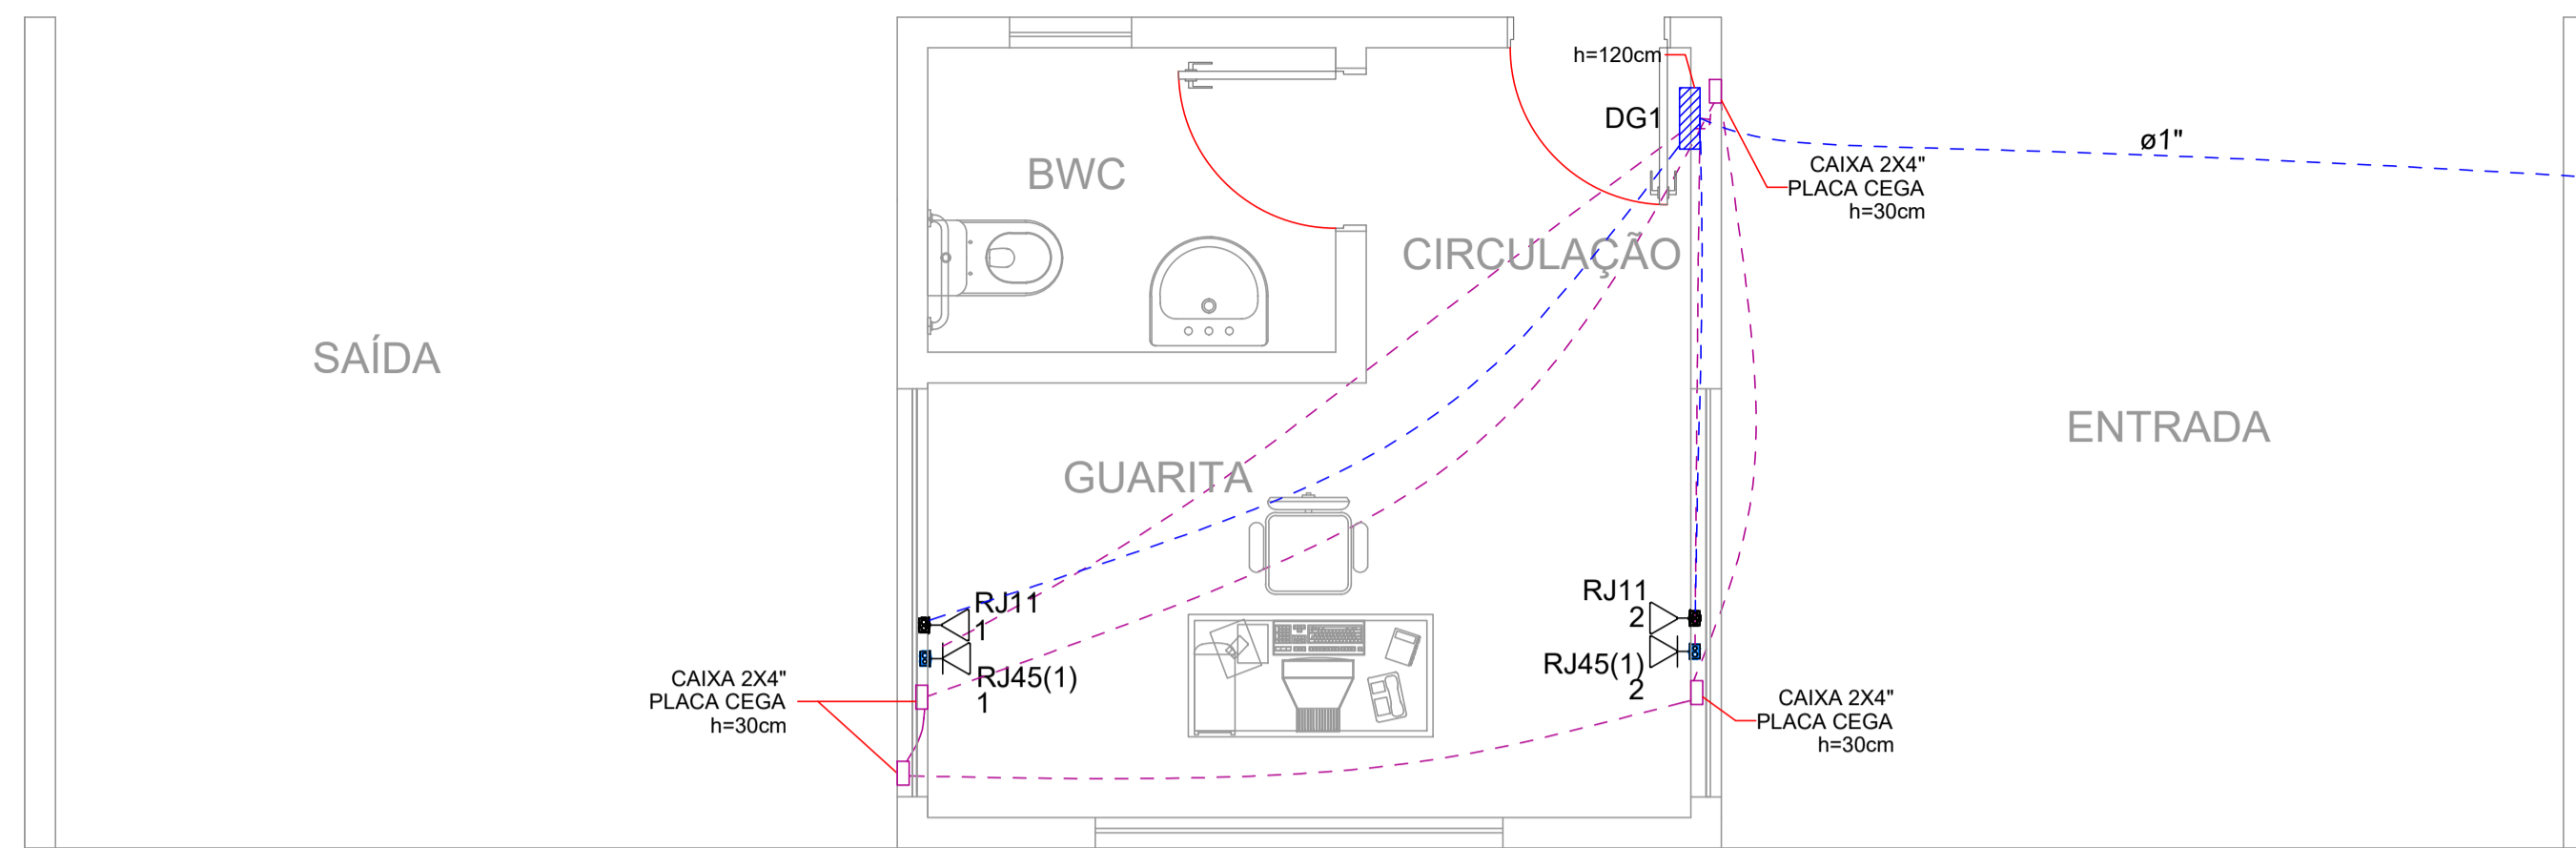 h=120cm
DG1
ø1"
CAIXA 2X4"
PLACA CEGA
h=30cm
BWC
CIRCULAÇÃO
SAÍDA
ENTRADA
GUARITA
RJ11
1
RJ45(1)
1
RJ11
2
RJ45(1)
2
CAIXA 2X4"
PLACA CEGA
h=30cm
CAIXA 2X4"
PLACA CEGA
h=30cm